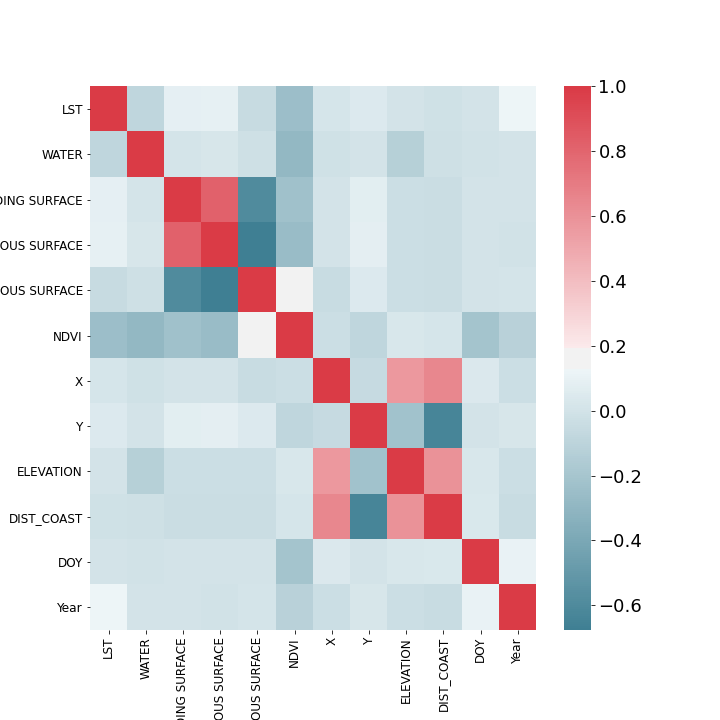 LST
WATER
DING SURFACE
OUS SURFACE
OUS SURFACE
NDVI
X
Y
ELEVATION
DIST_COAST
DOY
Year
LST
WATER
ING SURFACE
OUS SURFACE
OUS SURFACE
NDVI
X
Y
ELEVATION
DIST_COAST
DOY
Year
1.0
0.8
0.6
0.4
0.2
0.0
−0.2
−0.4
−0.6